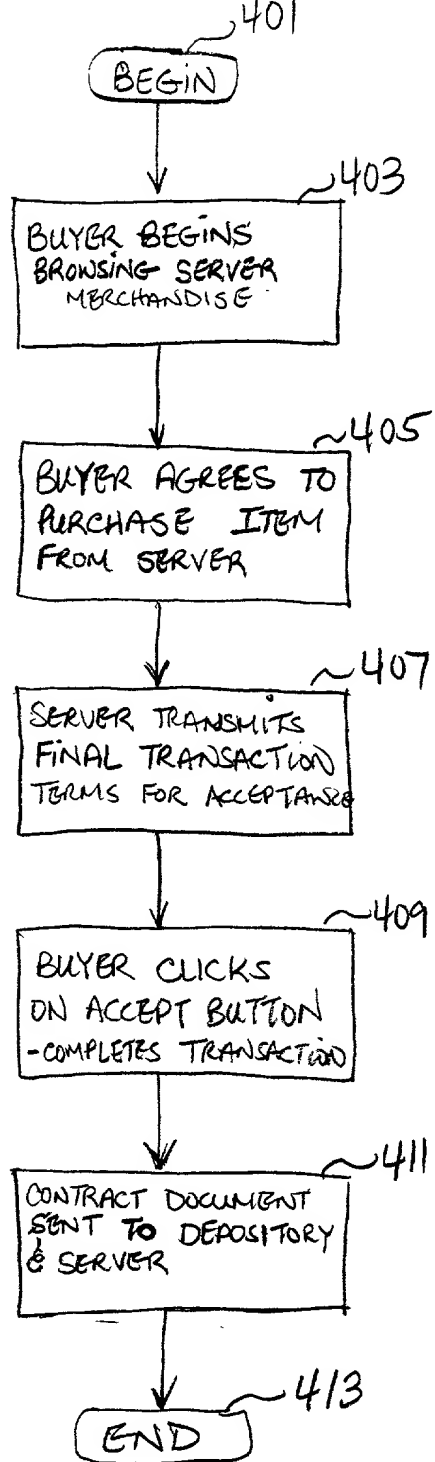 401
BEGIN
403
BUYER BEGINS
BROWSING SERVER
MERCHANDISE
405
BUYER AGREES TO
PURCHASE ITEM
FROM SERVER
407
SERVER TRANSMITS
FINAL TRANSACTION
TERMS FOR ACCEPTANCE
409
BUYER CLICKS
ON ACCEPT BUTTON
-COMPLETES TRANSACTION
411
CONTRACT DOCUMENT
SENT TO DEPOSITORY
& SERVER
413
END